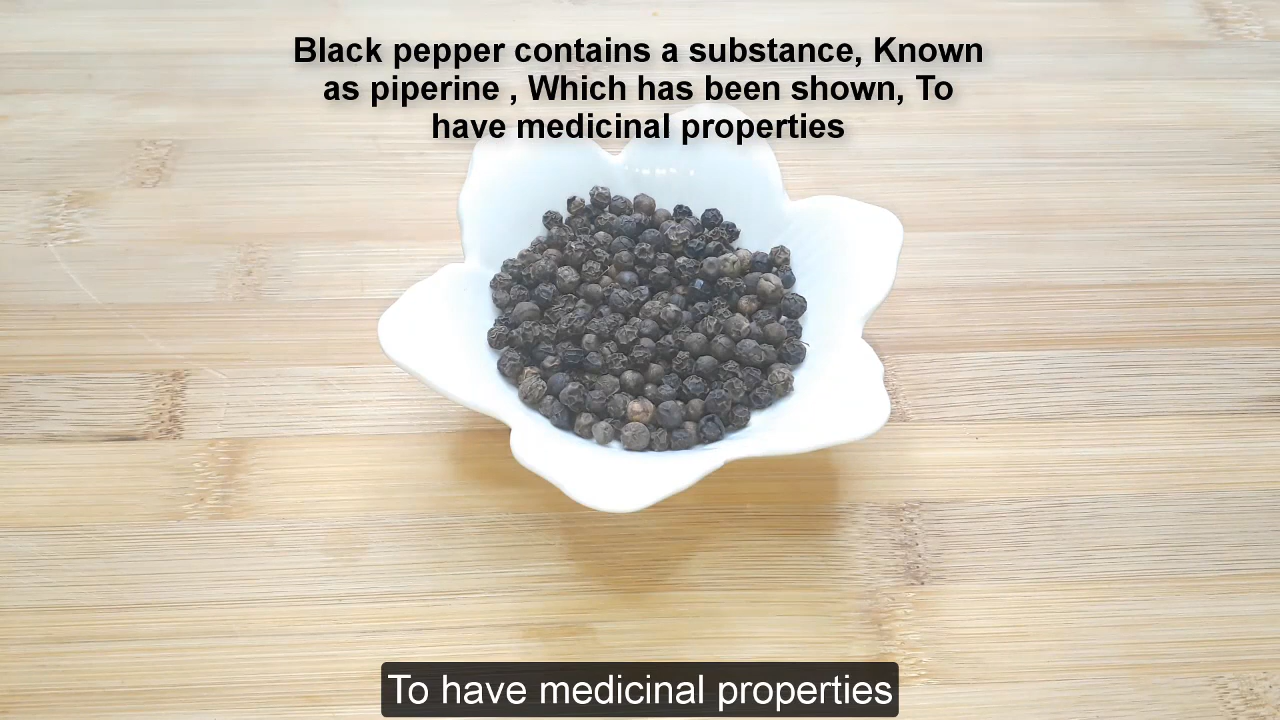 Black pepper contains a substance, Known
as piperine , Which has been shown, To
have medicinal properties
To have medicinal properties